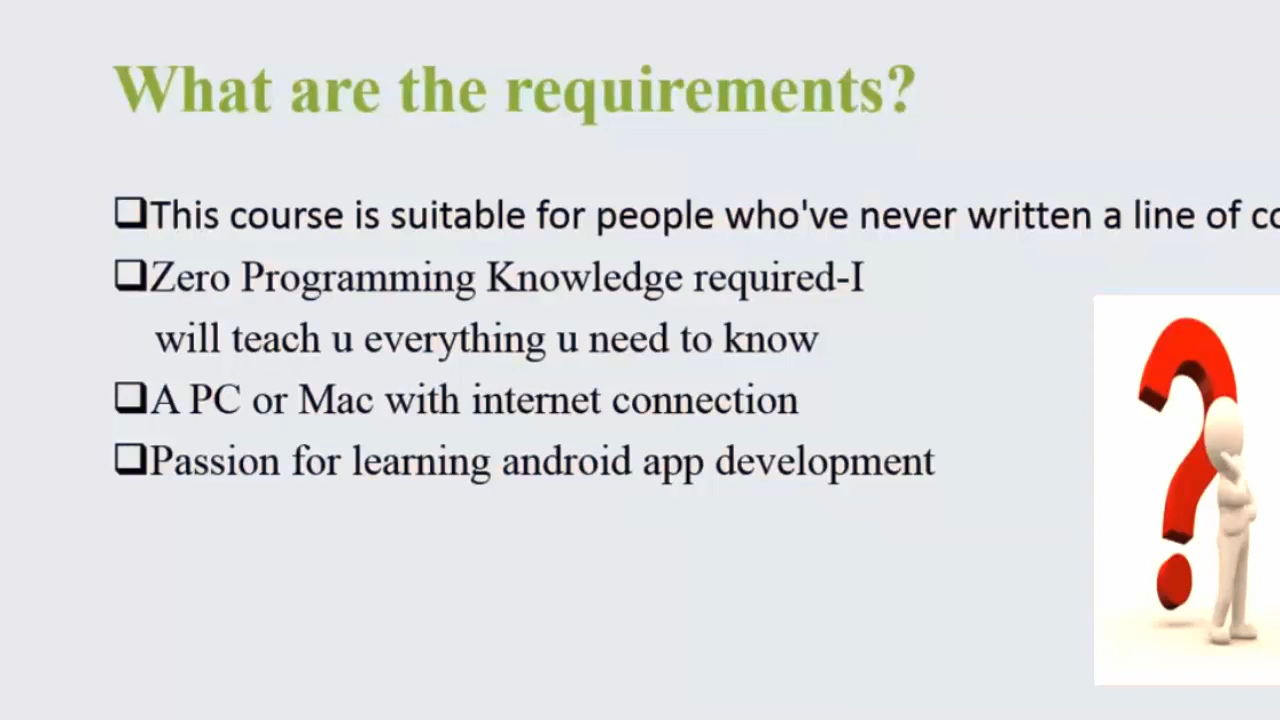 What are the requirements?
❑This course is suitable for people who've never written a line of
❑Zero Programming Knowledge required-I
will teach u everything u need to know
❑A PC or Mac with internet connection
❑Passion for learning android app development